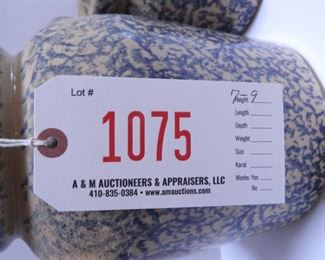 Lot #
1075
A & M AUCTIONEERS & APPRAISERS, LLC
410-835-0384 • www.amauctions.com
7-9
Height
Length
Depth
Weight
Size
Karat
Works: Yes
No